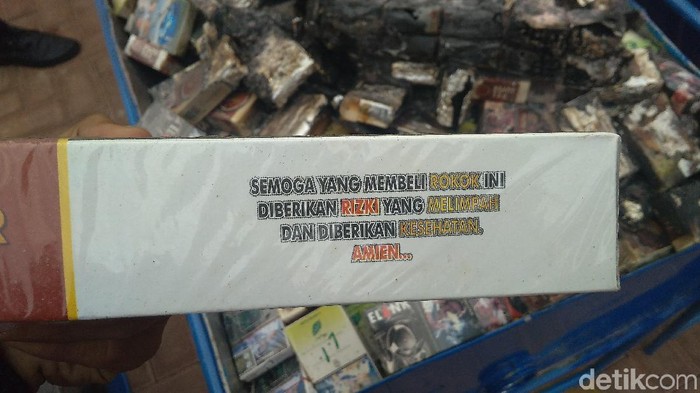 SEMOGA YANG MEMBELI ROKOK INI
DIBERIKAN RIZKI YANG MELIMPAH
DAN DIBERIKAN KESEHATAN.
AMIEN...
R
detikcom